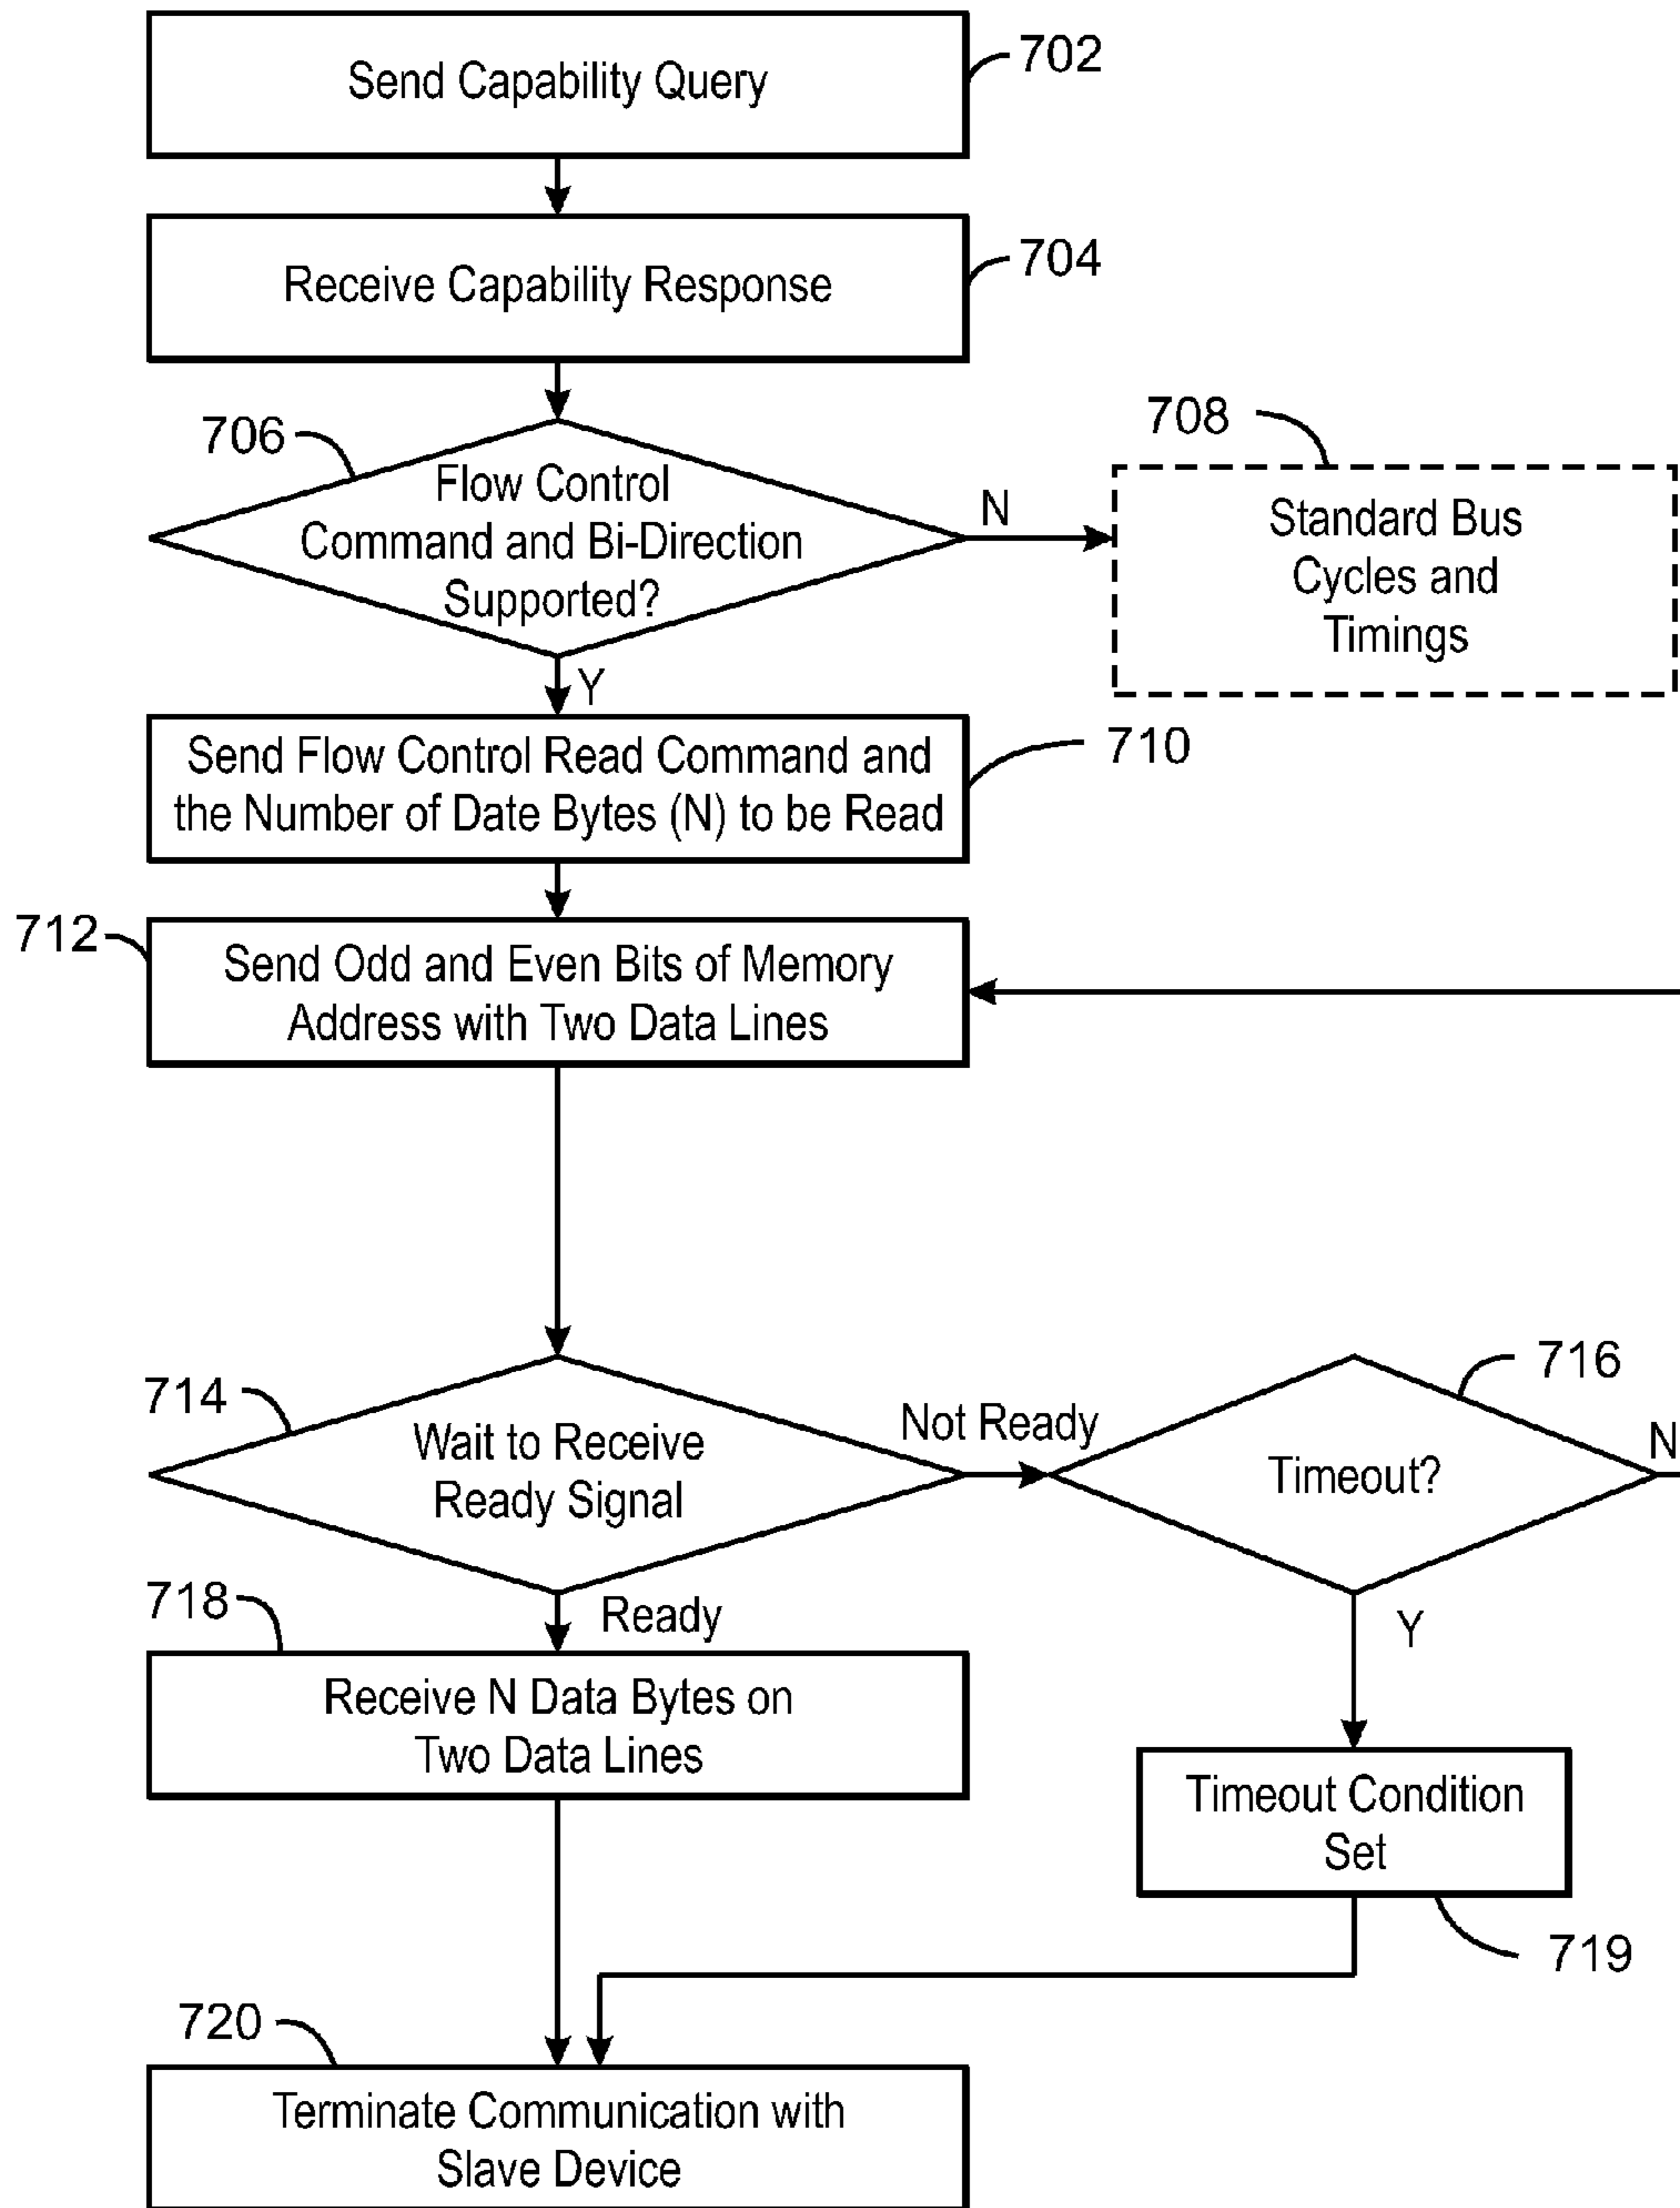 Send Capability Query
702
Receive Capability Response
704
706
Flow Control
Command and Bi-Direction
Supported?
N
708
Standard Bus
Cycles and
Timings
Y
Send Flow Control Read Command and
the Number of Date Bytes (N) to be Read
710
712
Send Odd and Even Bits of Memory
Address with Two Data Lines
714
Wait to Receive
Ready Signal
Not Ready
716
Timeout?
N
Ready
Y
718
Receive N Data Bytes on
Two Data Lines
Timeout Condition
Set
719
720
Terminate Communication with
Slave Device